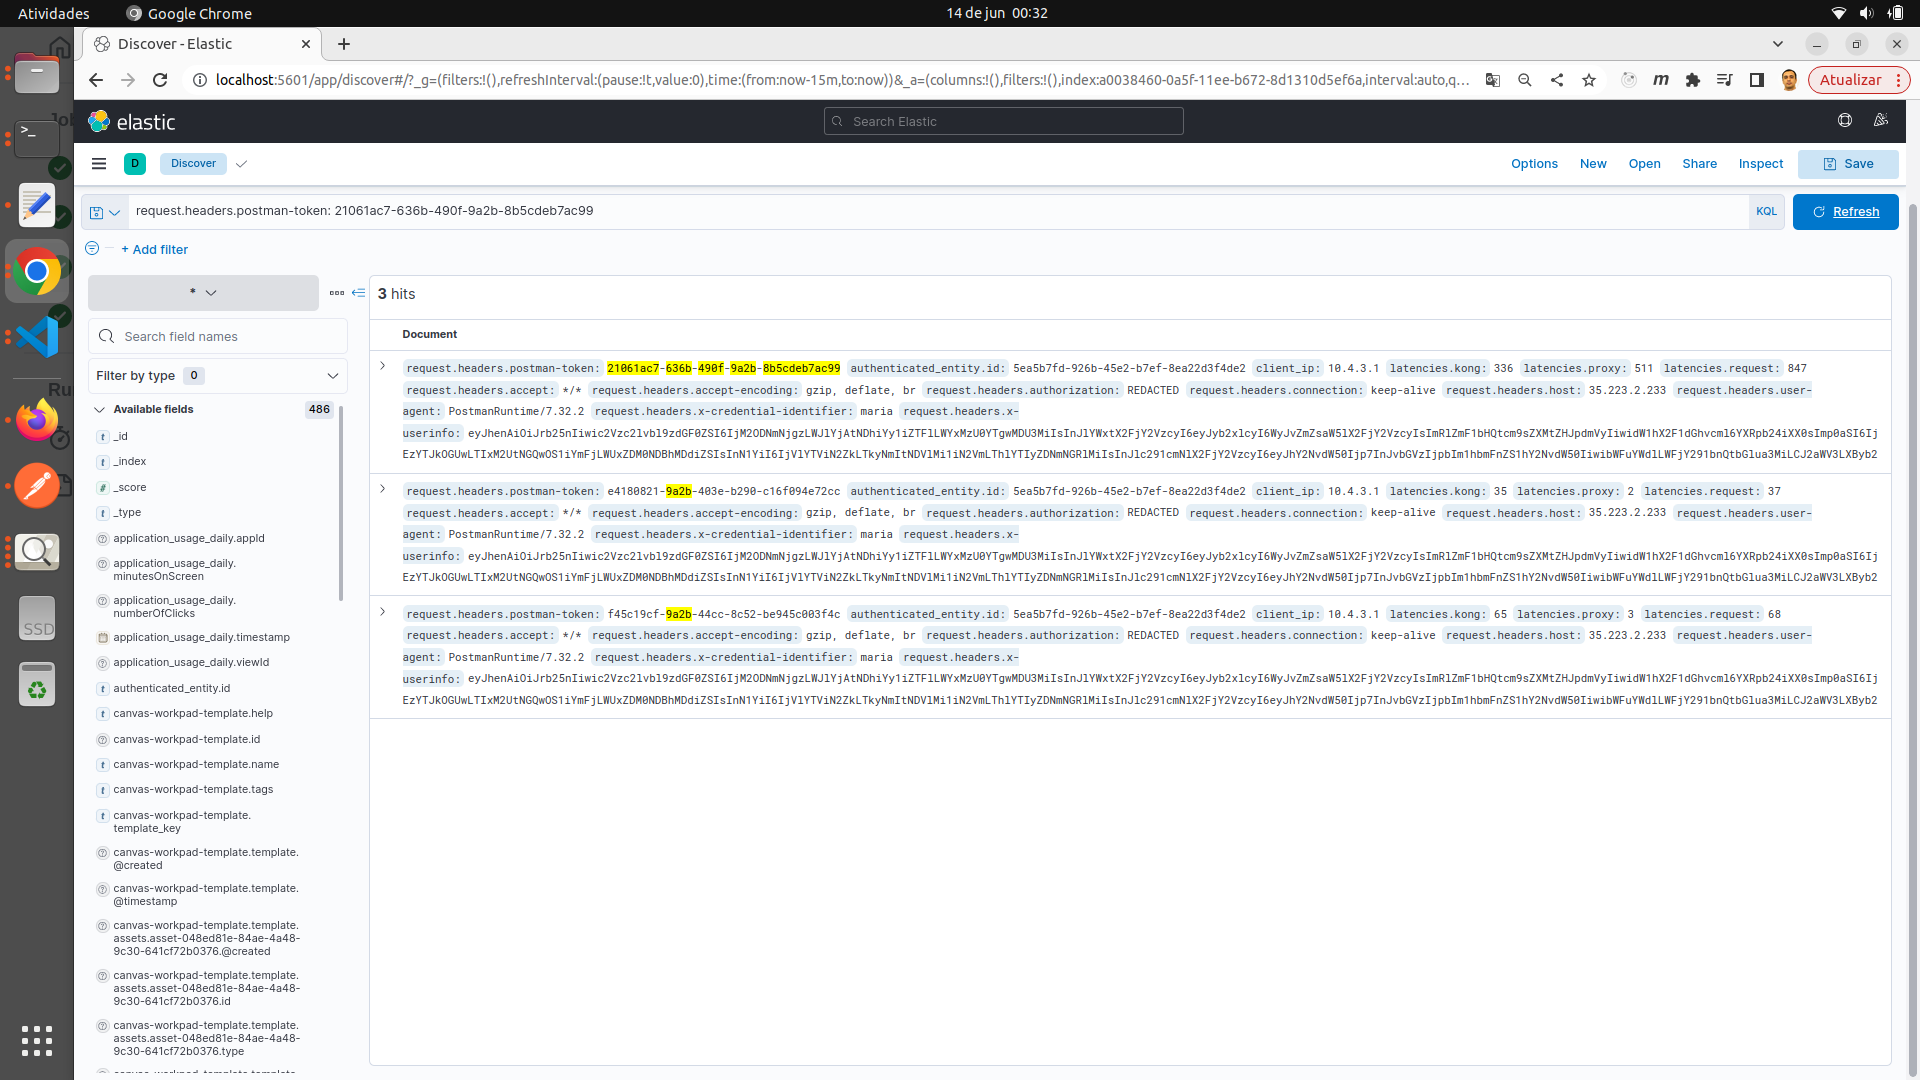 Atividades
Google Chrome
14 de jun 00:32
Discover - Elastic
localhost:5601/app/discover#/?_g=(filters:!(),refreshInterval:(pause:!t,value:0),time:(from:now-15m,to:now))&_a=(columns:!(),filters:!(),index:a0038460-0a5f-11ee-b672-8d1310d5ef6a,interval:auto,q...
Atualizar
elastic
Search Elastic
D
Discover
Options
New
Open
Share
Inspect
Save
request.headers.postman-token: 21061ac7-636b-490f-9a2b-8b5cdeb7ac99
KQL
Refresh
+ Add filter
*
Search field names
Filter by type 0
Available fields 486
_id
_index
_score
_type
application_usage_daily.appId
application_usage_daily.
minutesOnScreen
application_usage_daily.
numberOfClicks
application_usage_daily.timestamp
application_usage_daily.viewId
authenticated_entity.id
canvas-workpad-template.help
canvas-workpad-template.id
canvas-workpad-template.name
canvas-workpad-template.tags
canvas-workpad-template.
template_key
canvas-workpad-template.template.
@created
canvas-workpad-template.template.
@timestamp
canvas-workpad-template.template.
assets.asset-048ed81e-84ae-4a48-
9c30-641cf72b0376.@created
canvas-workpad-template.template.
assets.asset-048ed81e-84ae-4a48-
9c30-641cf72b0376.id
canvas-workpad-template.template.
assets.asset-048ed81e-84ae-4a48-
9c30-641cf72b0376.type
3 hits
Document
request.headers.postman-token: 21061ac7-636b-490f-9a2b-8b5cdeb7ac99 authenticated_entity.id: 5ea5b7fd-926b-45e2-b7ef-8ea22d3f4de2 client_ip: 10.4.3.1 latencies.kong: 336 latencies.proxy: 511 latencies.request: 847
request.headers.accept: */* request.headers.accept-encoding: gzip, deflate, br request.headers.authorization: REDACTED request.headers.connection: keep-alive request.headers.host: 35.223.2.233 request.headers.user-
agent: PostmanRuntime/7.32.2 request.headers.x-credential-identifier: maria request.headers.x-
userinfo:
request.headers.postman-token: e4180821-9a2b-403e-b290-c16f094e72cc authenticated_entity.id: 5ea5b7fd-926b-45e2-b7ef-8ea22d3f4de2 client_ip: 10.4.3.1 latencies.kong: 35 latencies.proxy: 2 latencies.request: 37
request.headers.accept: */* request.headers.accept-encoding: gzip, deflate, br request.headers.authorization: REDACTED request.headers.connection: keep-alive request.headers.host: 35.223.2.233 request.headers.user-
agent: PostmanRuntime/7.32.2 request.headers.x-credential-identifier: maria request.headers.x-
userinfo:
request.headers.postman-token: f45c19cf-9a2b-44cc-8c52-be945c003f4c authenticated_entity.id: 5ea5b7fd-926b-45e2-b7ef-8ea22d3f4de2 client_ip: 10.4.3.1 latencies.kong: 65 latencies.proxy: 3 latencies.request: 68
request.headers.accept: */* request.headers.accept-encoding: gzip, deflate, br request.headers.authorization: REDACTED request.headers.connection: keep-alive request.headers.host: 35.223.2.233 request.headers.user-
agent: PostmanRuntime/7.32.2 request.headers.x-credential-identifier: maria request.headers.x-
userinfo:
SSD